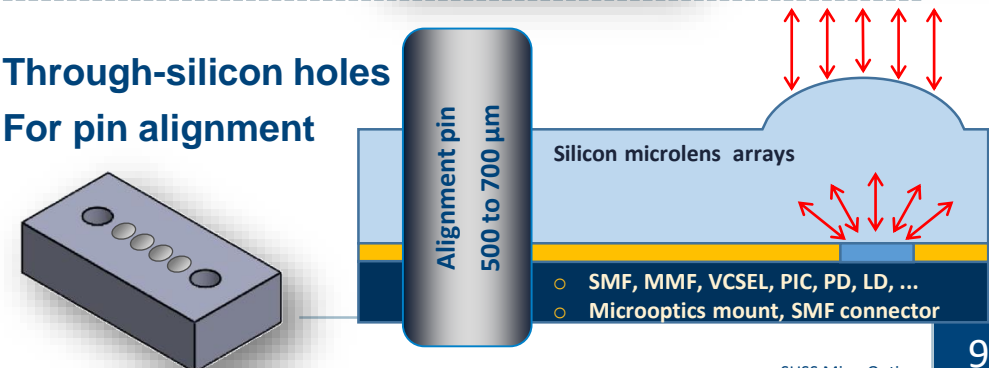 Through-silicon holes
For pin alignment
Alignment pin
500 to 700 µm
Silicon microlens arrays
o SMF, MMF, VCSEL, PIC, PD, LD, ...
o Microoptics mount, SMF connector
9